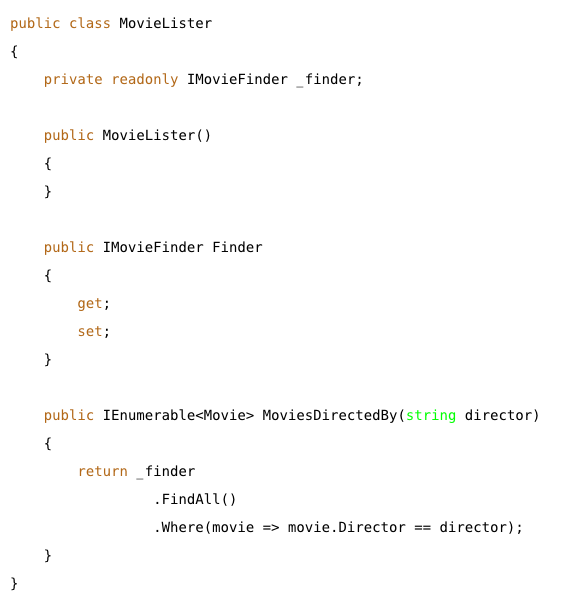 public class MovieLister
{
    private readonly IMovieFinder _finder;

    public MovieLister()
    {
    }

    public IMovieFinder Finder
    {
        get;
        set;
    }

    public IEnumerable<Movie> MoviesDirectedBy(string director)
    {
        return _finder
                 .FindAll()
                 .Where(movie => movie.Director == director);
    }
}